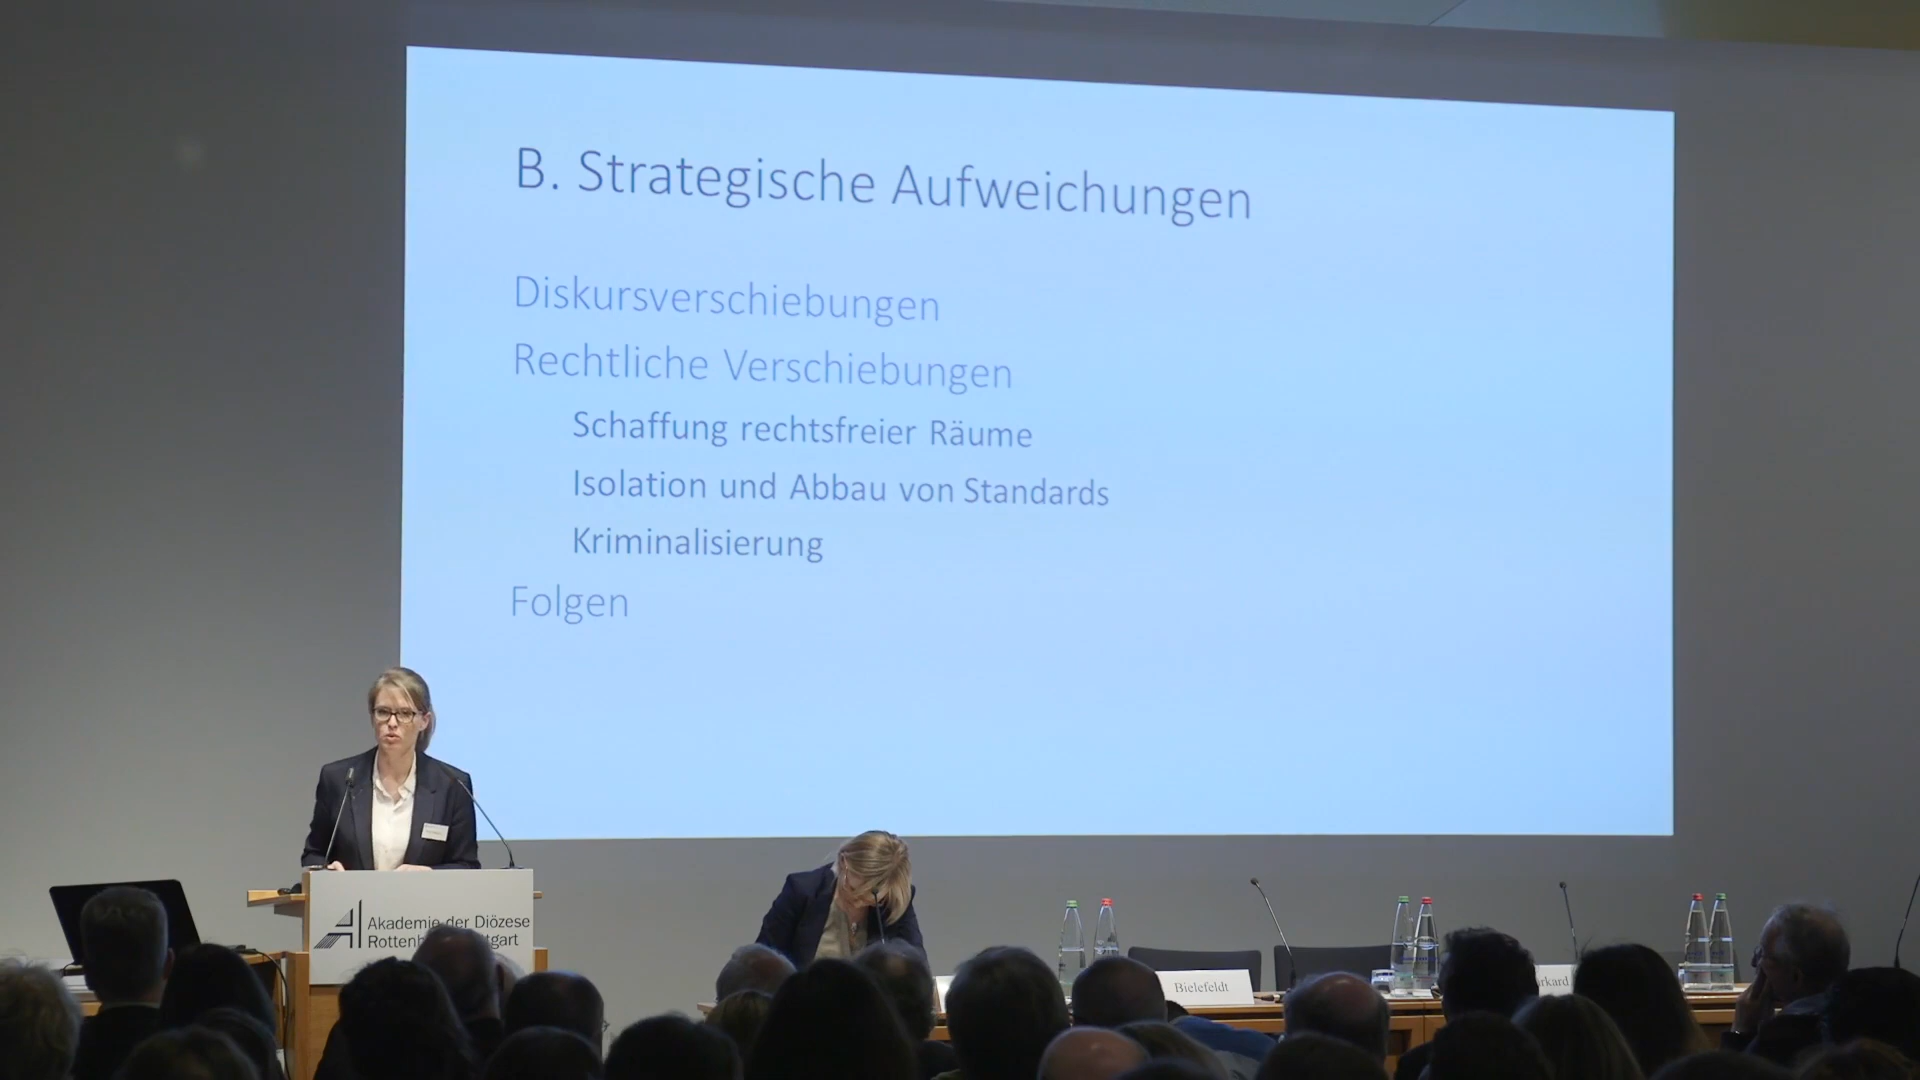 B. Strategische Aufweichungen
Diskursverschiebungen
Rechtliche Verschiebungen
Schaffung rechtsfreier Räume
Isolation und Abbau von Standards
Kriminalisierung
Folgen
Akademie der Diözese
Bielefeldt